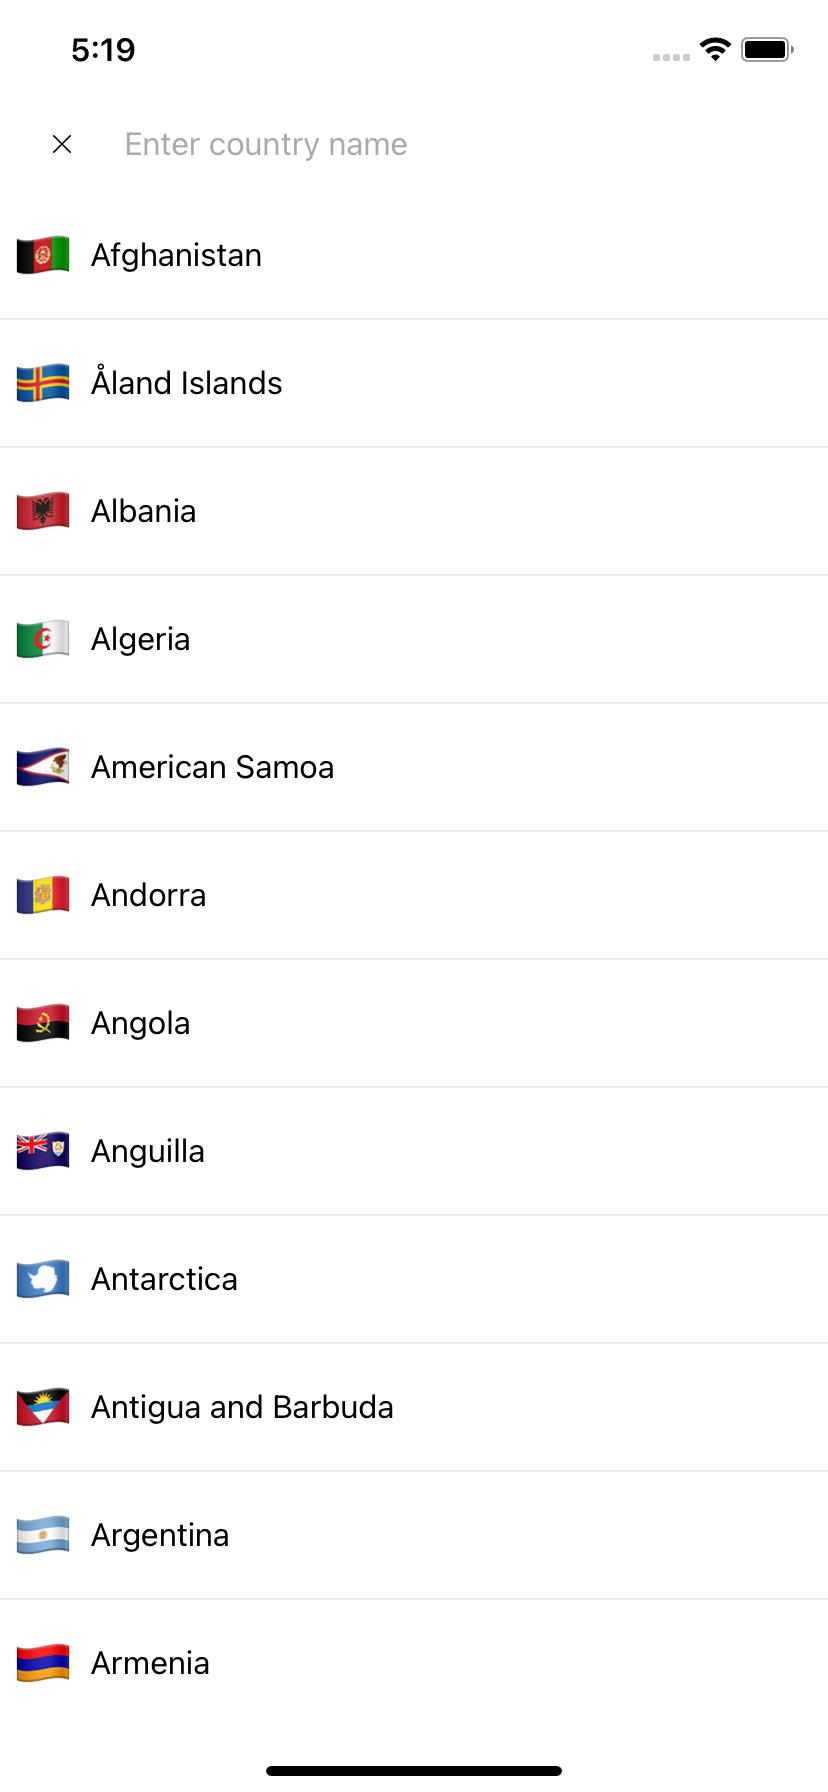 5:19
Enter country name
Afghanistan
Åland Islands
Albania
Algeria
American Samoa
Andorra
Angola
Anguilla
Antarctica
Antigua and Barbuda
Argentina
Armenia